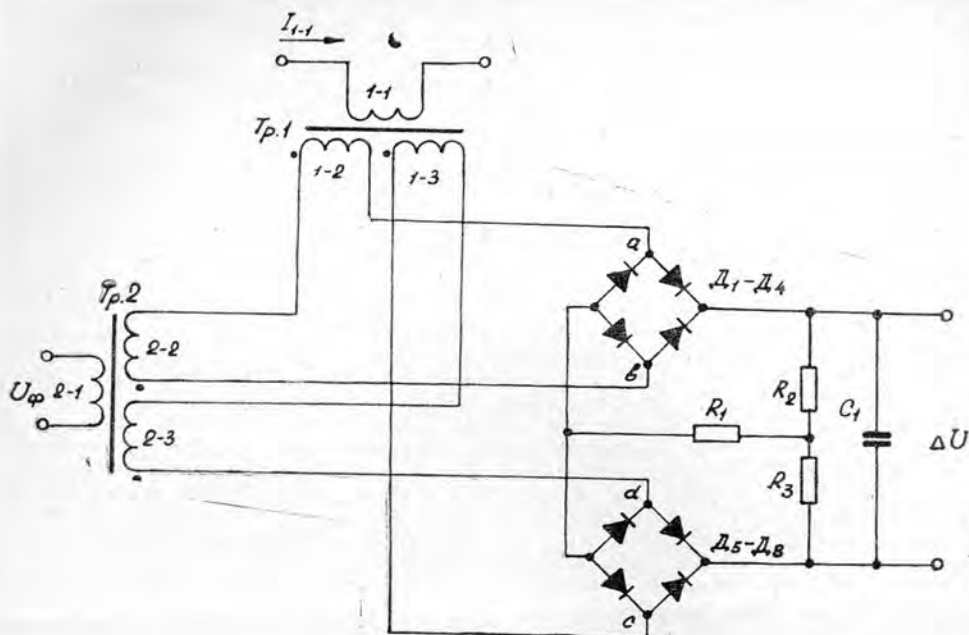 I₁₋₁
1-1
Тр.1
1-2
1-3
a
Д₁-Д₄
Тр.2
2-2
в
Uф
2-1
R₁
R₂
C₁
ΔU
2-3
R₃
d
Д₅-Д₈
c